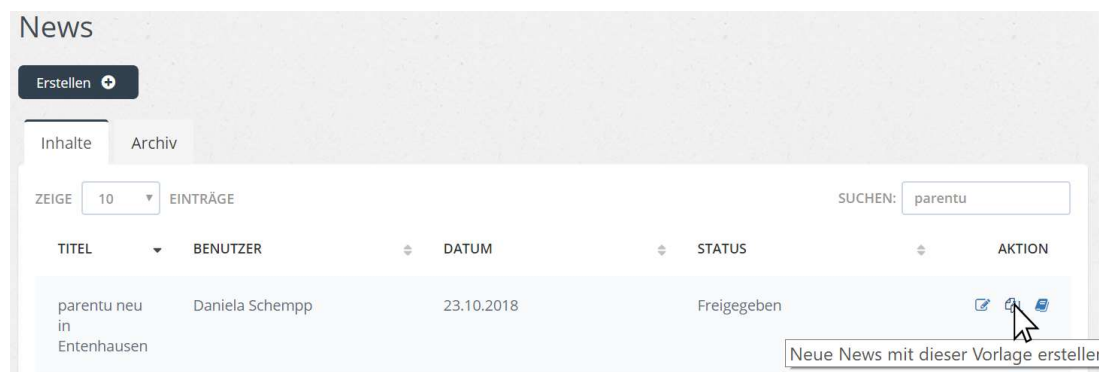 News
Erstellen
Inhalte Archiv
ZEIGE 10 EINTRÄGE SUCHEN: parentu
TITEL BENUTZER DATUM STATUS AKTION
parentu neu Daniela Schempp 23.10.2018 Freigegeben
in
Entenhausen
Neue News mit dieser Vorlage erstellen